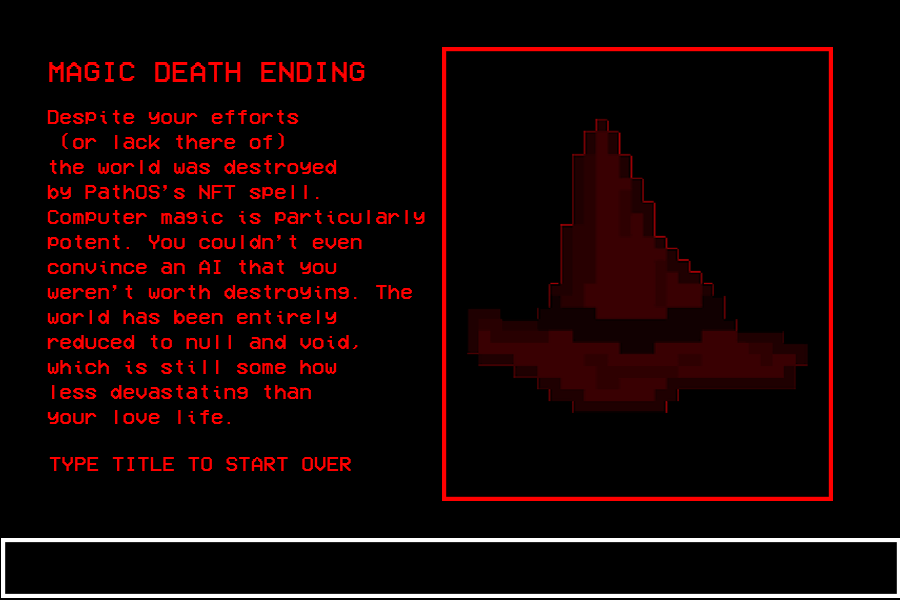 MAGIC DEATH ENDING
Despite your efforts
(or lack there of)
the world was destroyed
by PathOS's NFT spell.
Computer magic is particularly
potent. You couldn't even
convince an AI that you
weren't worth destroying. The
world has been entirely
reduced to null and void,
which is still some how
less devastating than
your love life.
TYPE TITLE TO START OVER